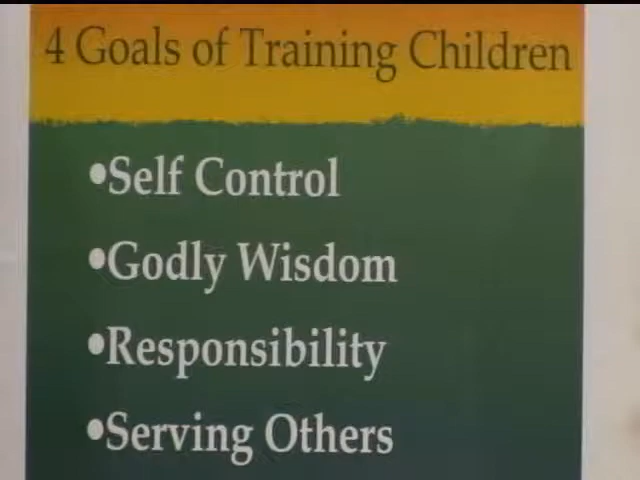 4 Goals of Training Children
•Self Control
•Godly Wisdom
•Responsibility
•Serving Others